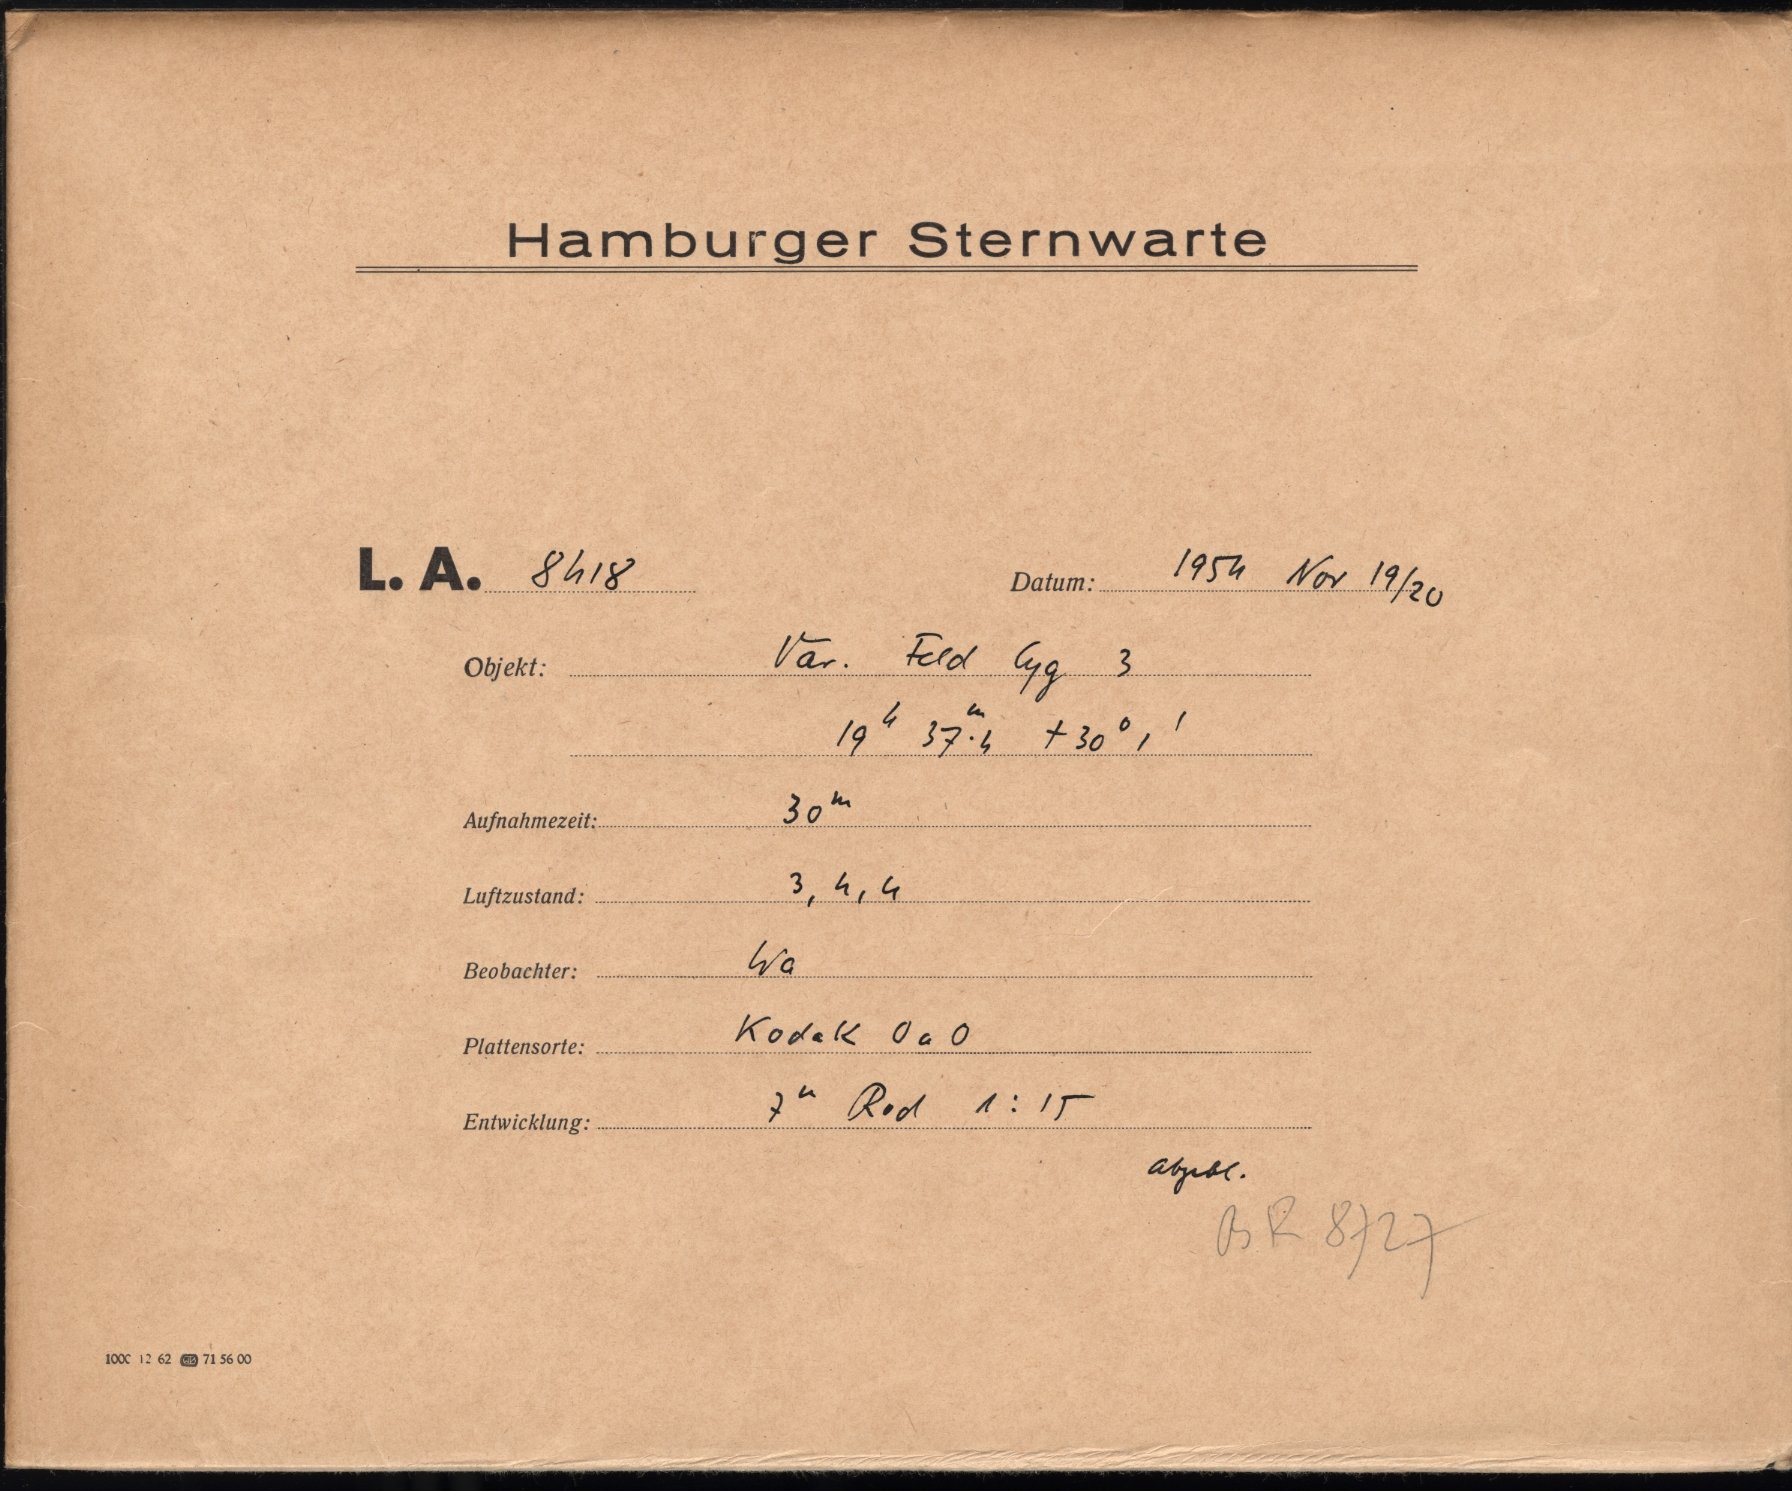 Hamburger Sternwarte
L. A. 8418 Datum: 1954 Nov 19/20
Objekt: Var. Feld Cyg 3
19ʰ 37ᵐ.4 +30° 1'
Aufnahmezeit: 30ᵐ
Luftzustand: 3, 4, 4
Beobachter: Wa
Plattensorte: Kodak OaO
Entwicklung: 7ᵐ Rod 1:15
BR 8727
1000 12 62 71 56 00